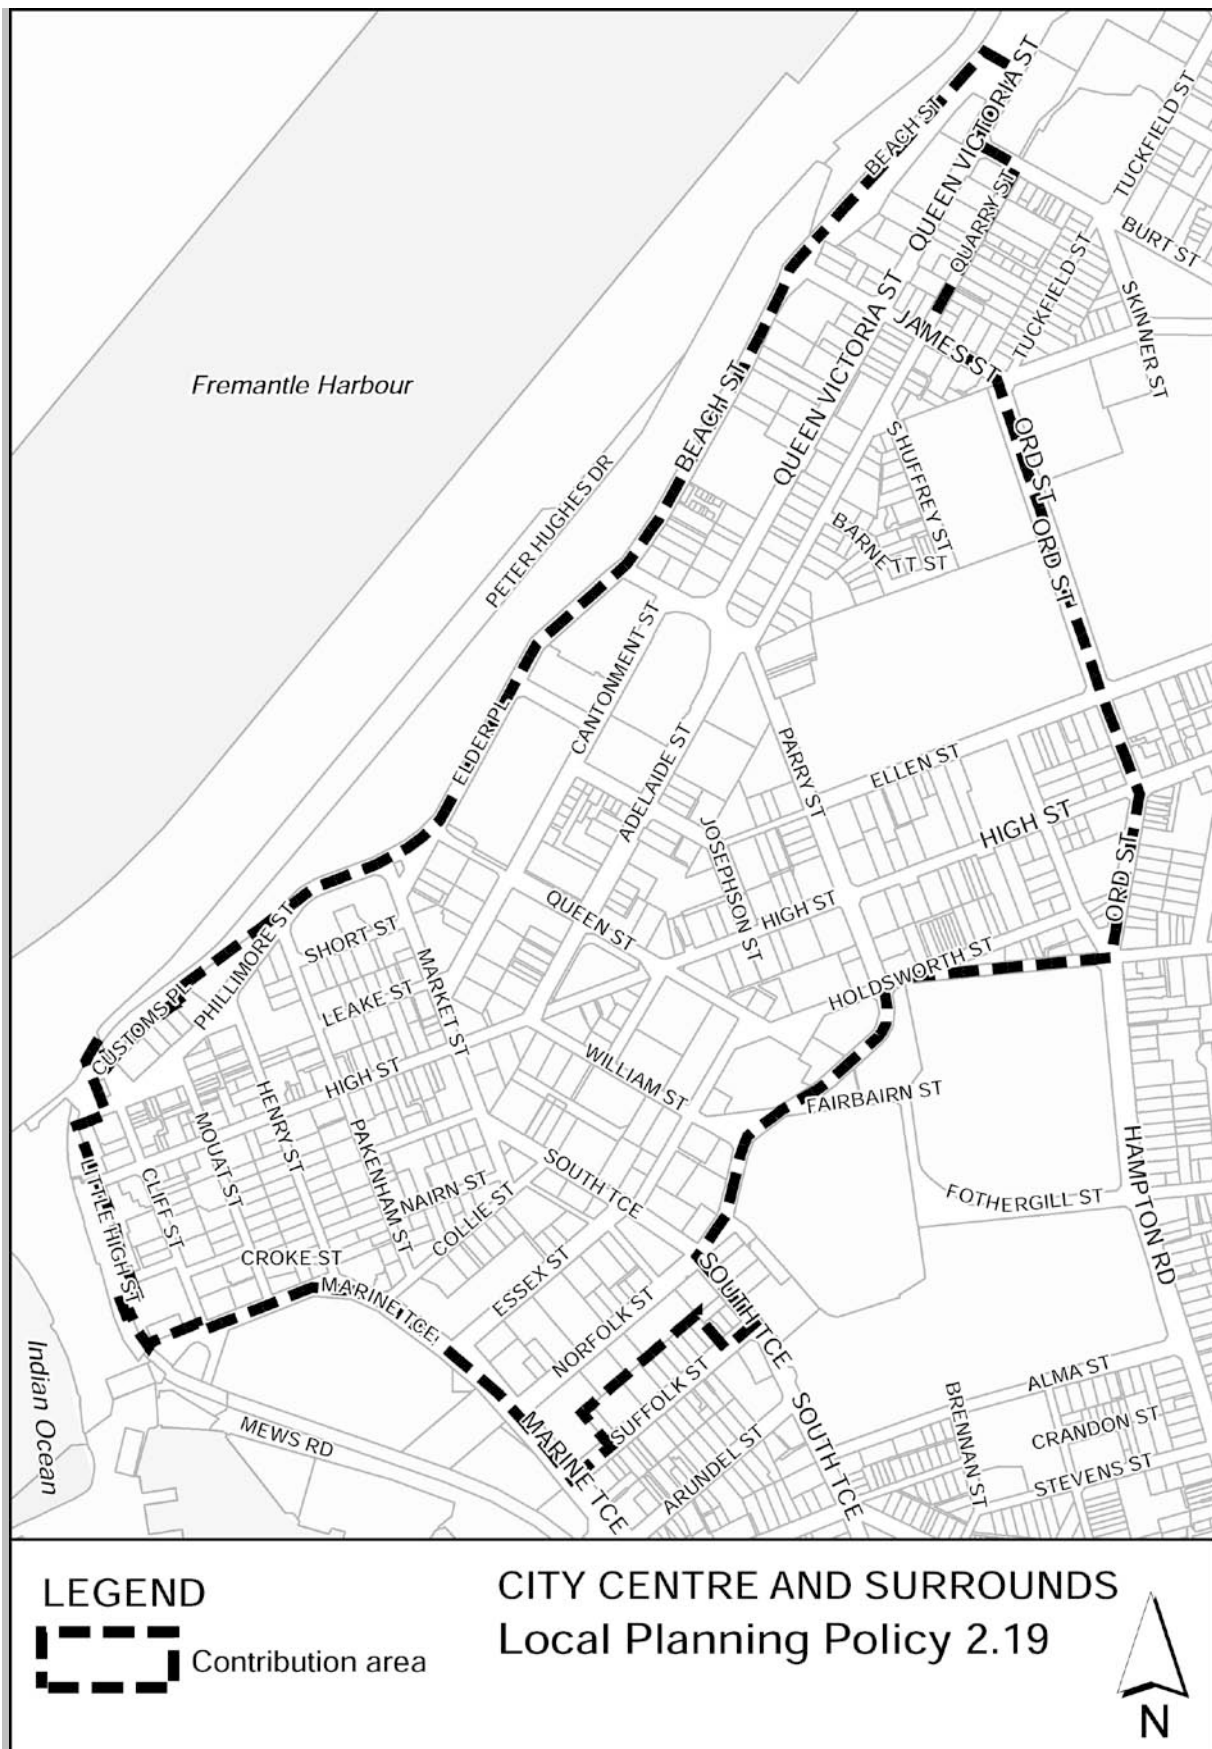 QUEEN VICTORIA ST
BEACH ST
TUCKFIELD ST
QUARRY ST
BURT ST
TUCKFIELD ST
SKINNER ST
QUEEN VICTORIA ST
JAMES ST
Fremantle Harbour
BEACH ST
ORD ST
SHUFFREY ST
PETER HUGHES DR
BARNETT ST
ORD ST
CANTONMENT ST
ELDER PL
ADELAIDE ST
PARRY ST
ELLEN ST
HIGH ST
JOSEPHSON ST
ORD ST
QUEEN ST
HIGH ST
SHORT ST
PHILLIMORE ST
MARKET ST
HOLDSWORTH ST
CUSTOMS PL
LEAKE ST
HIGH ST
WILLIAM ST
FAIRBAIRN ST
HENRY ST
MOUAT ST
PAKENHAM ST
HAMPTON RD
LITTLE HIGH ST
CLIFF ST
NAIRN ST
SOUTH TCE
FOTHERGILL ST
COLLIE ST
CROKE ST
ESSEX ST
SOUTH TCE
MARINE TCE
NORFOLK ST
Indian Ocean
SUFFOLK ST
ALMA ST
MEWS RD
MARINE TCE
ARUNDEL ST
SOUTH TCE
BRENNAN ST
CRANDON ST
STEVENS ST
LEGEND
Contribution area
CITY CENTRE AND SURROUNDS
Local Planning Policy 2.19
N